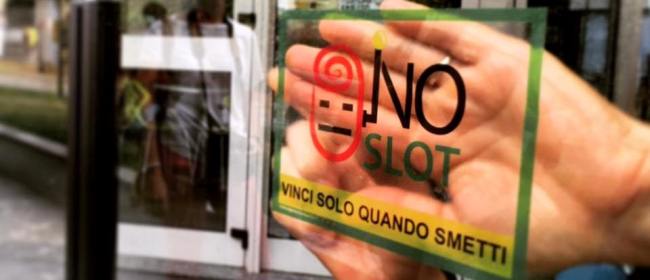 NO
SLOT
VINCI SOLO QUANDO SMETTI